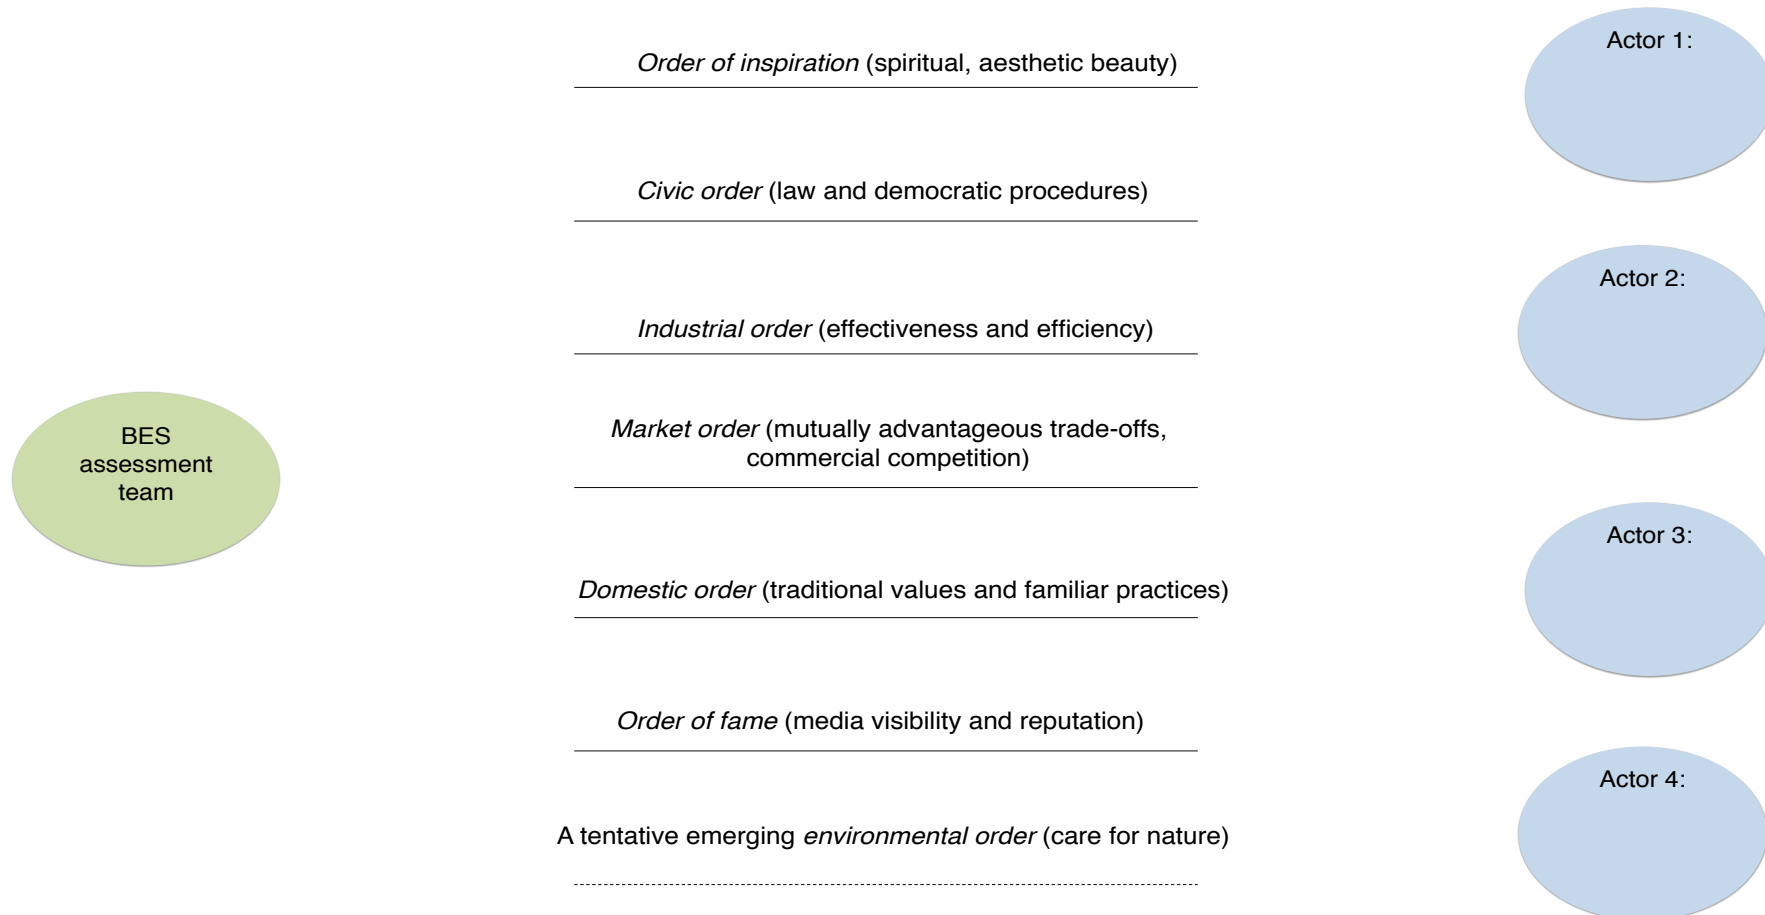 Order of inspiration (spiritual, aesthetic beauty)
Civic order (law and democratic procedures)
Industrial order (effectiveness and efficiency)
Market order (mutually advantageous trade-offs,
commercial competition)
Domestic order (traditional values and familiar practices)
Order of fame (media visibility and reputation)
A tentative emerging environmental order (care for nature)
BES
assessment
team
Actor 1:
Actor 2:
Actor 3:
Actor 4: